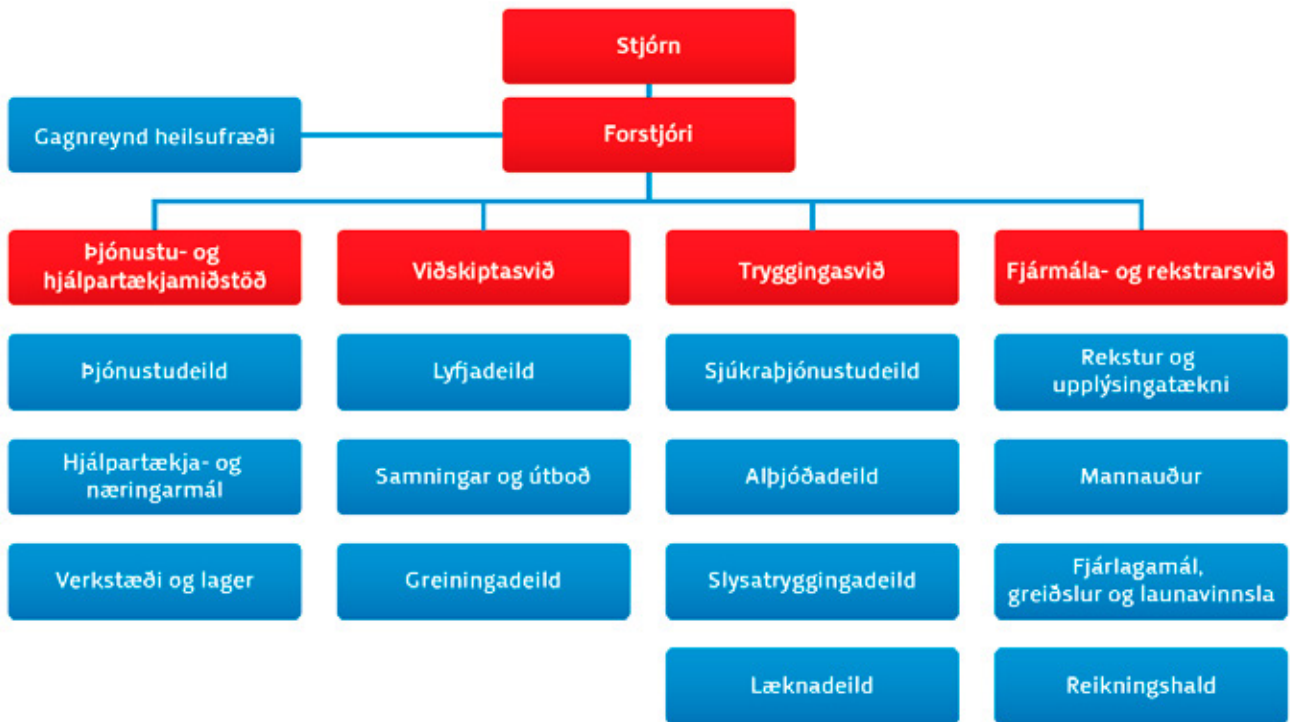 Stjórn
Gagnreynd heilsufræði
Forstjóri
Þjónustu- og
hjálpartækjamiðstöð
Viðskiptasvið
Tryggingasvið
Fjármála- og rekstrarsvið
Þjónustudeild
Lyfjadeild
Sjúkraþjónustudeild
Rekstur og
upplýsingatækni
Hjálpartækja- og
næringarmál
Samningar og útboð
Alþjóðadeild
Mannauður
Verkstæði og lager
Greiningadeild
Slysatryggingadeild
Fjárlagamál,
greiðslur og launavinnsla
Læknadeild
Reikningshald